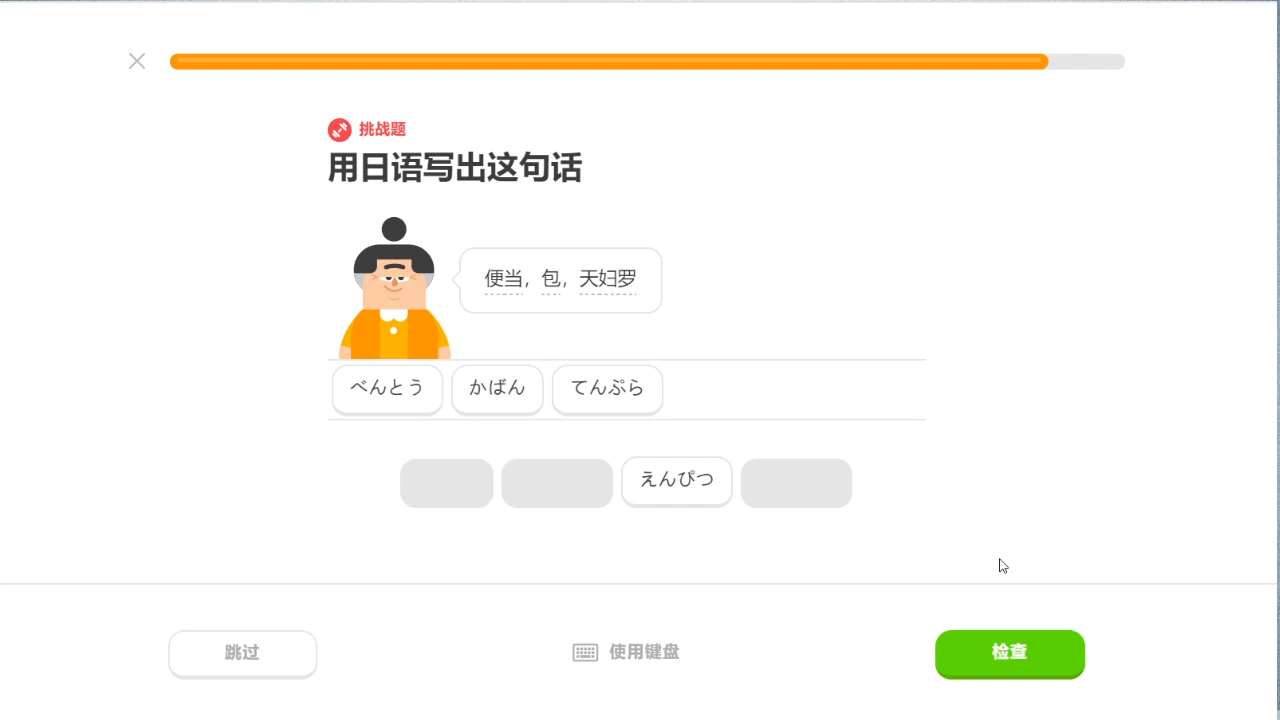 挑战题
用日语写出这句话
便当，包，天妇罗
べんとう かばん てんぷら
えんぴつ
跳过 使用键盘 检查